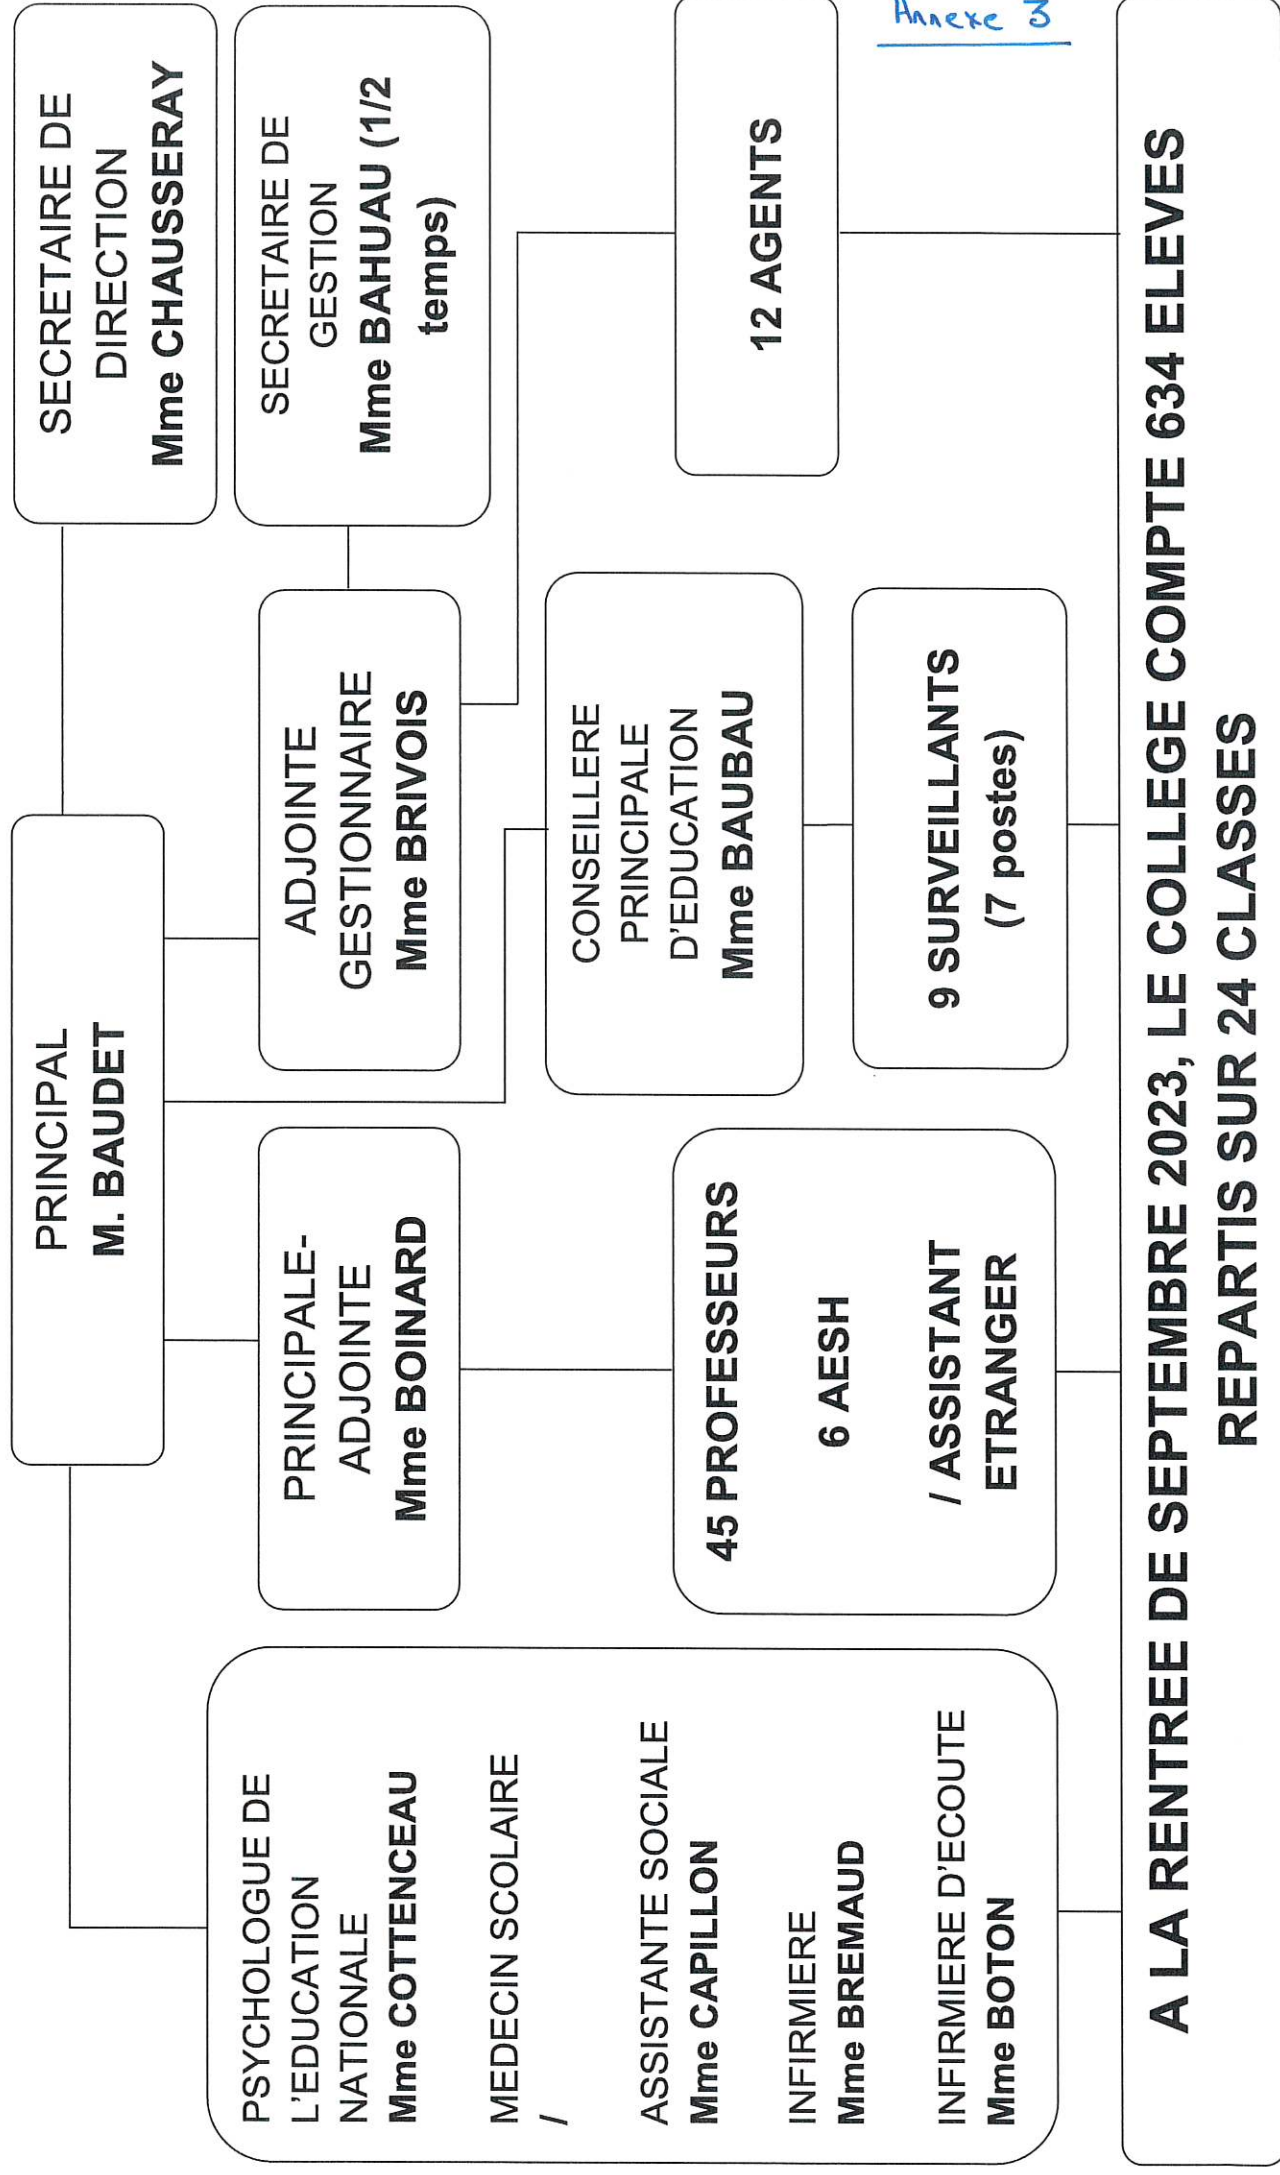 PRINCIPAL
M. BAUDET
SECRETAIRE DE
DIRECTION
Mme CHAUSSERAY
PSYCHOLOGUE DE
L'EDUCATION
NATIONALE
Mme COTTENCEAU
MEDECIN SCOLAIRE
/
ASSISTANTE SOCIALE
Mme CAPILLON
INFIRMIERE
Mme BREMAUD
INFIRMIERE D'ECOUTE
Mme BOTON
PRINCIPALE-
ADJOINTE
Mme BOINARD
ADJOINTE
GESTIONNAIRE
Mme BRIVOIS
SECRETAIRE DE
GESTION
Mme BAHUAU (1/2
temps)
CONSEILLERE
PRINCIPALE
D'EDUCATION
Mme BAUBAU
45 PROFESSEURS
6 AESH
/ ASSISTANT
ETRANGER
9 SURVEILLANTS
(7 postes)
12 AGENTS
Annexe 3
A LA RENTREE DE SEPTEMBRE 2023, LE COLLEGE COMPTE 634 ELEVES
REPARTIS SUR 24 CLASSES